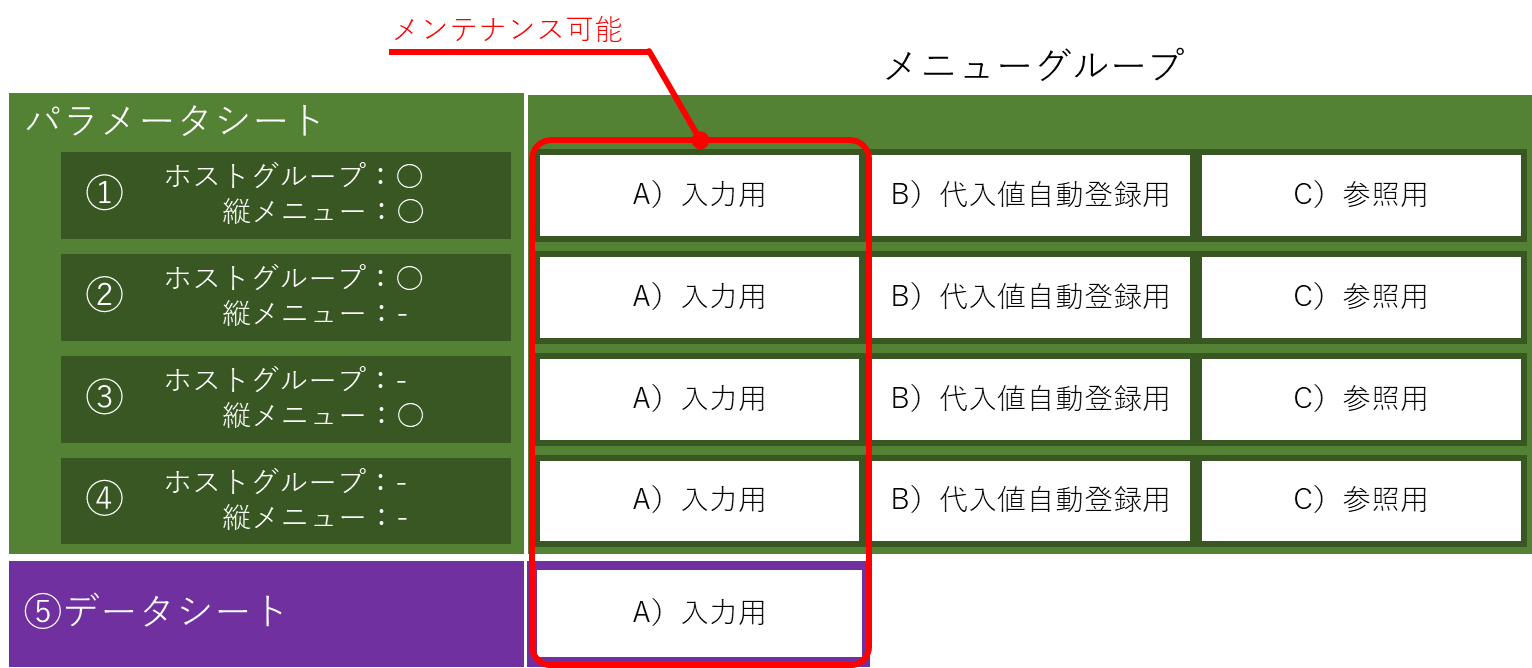 メンテナンス可能
メニューグループ
パラメータシート
① ホストグループ：○
縦メニュー：○
A）入力用 B）代入値自動登録用 C）参照用
② ホストグループ：○
縦メニュー：-
A）入力用 B）代入値自動登録用 C）参照用
③ ホストグループ：-
縦メニュー：○
A）入力用 B）代入値自動登録用 C）参照用
④ ホストグループ：-
縦メニュー：-
A）入力用 B）代入値自動登録用 C）参照用
⑤データシート
A）入力用